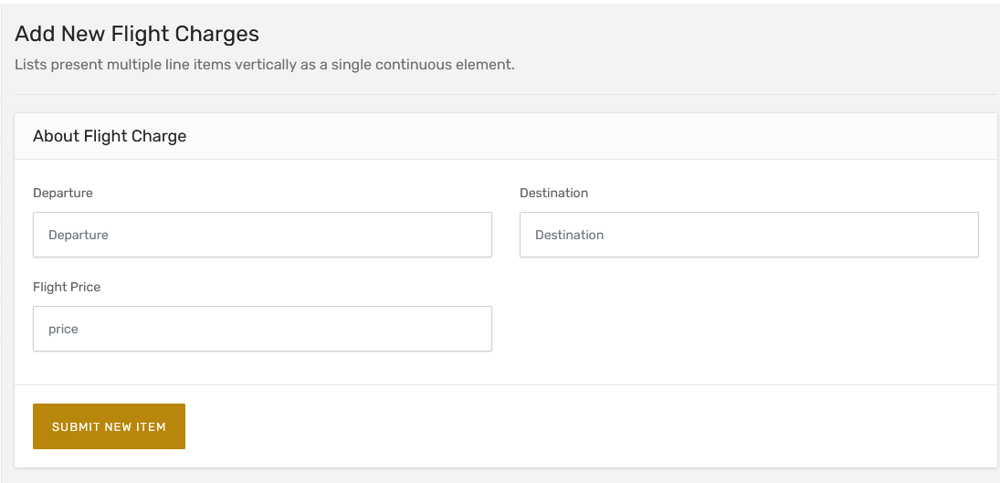 Add New Flight Charges
Lists present multiple line items vertically as a single continuous element.
About Flight Charge
Departure
Destination
Departure
Destination
Flight Price
price
SUBMIT NEW ITEM